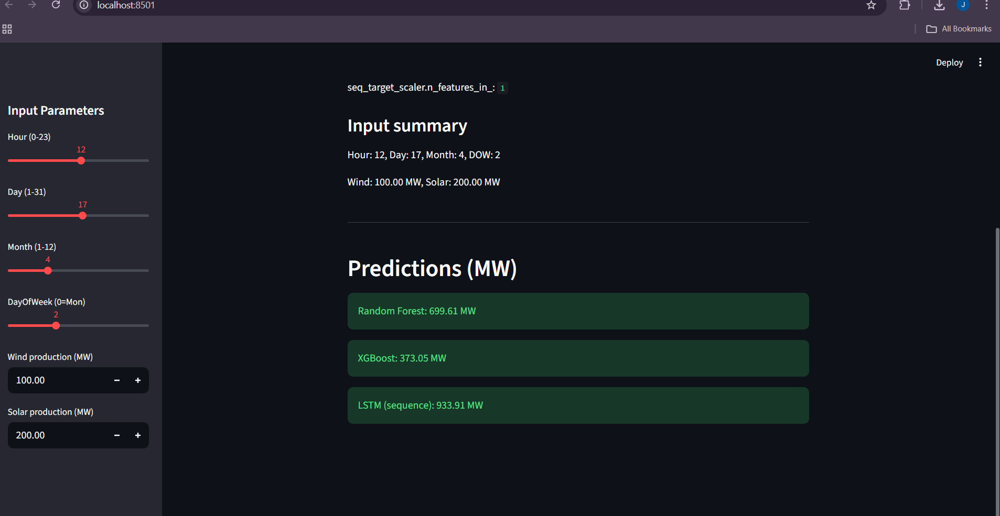 localhost:8501
All Bookmarks
J
Deploy
Input Parameters
Hour (0-23)
12
Day (1-31)
17
Month (1-12)
4
DayOfWeek (0=Mon)
2
Wind production (MW)
100.00
Solar production (MW)
200.00
seq_target_scaler.n_features_in_: 1
Input summary
Hour: 12, Day: 17, Month: 4, DOW: 2
Wind: 100.00 MW, Solar: 200.00 MW
Predictions (MW)
Random Forest: 699.61 MW
XGBoost: 373.05 MW
LSTM (sequence): 933.91 MW